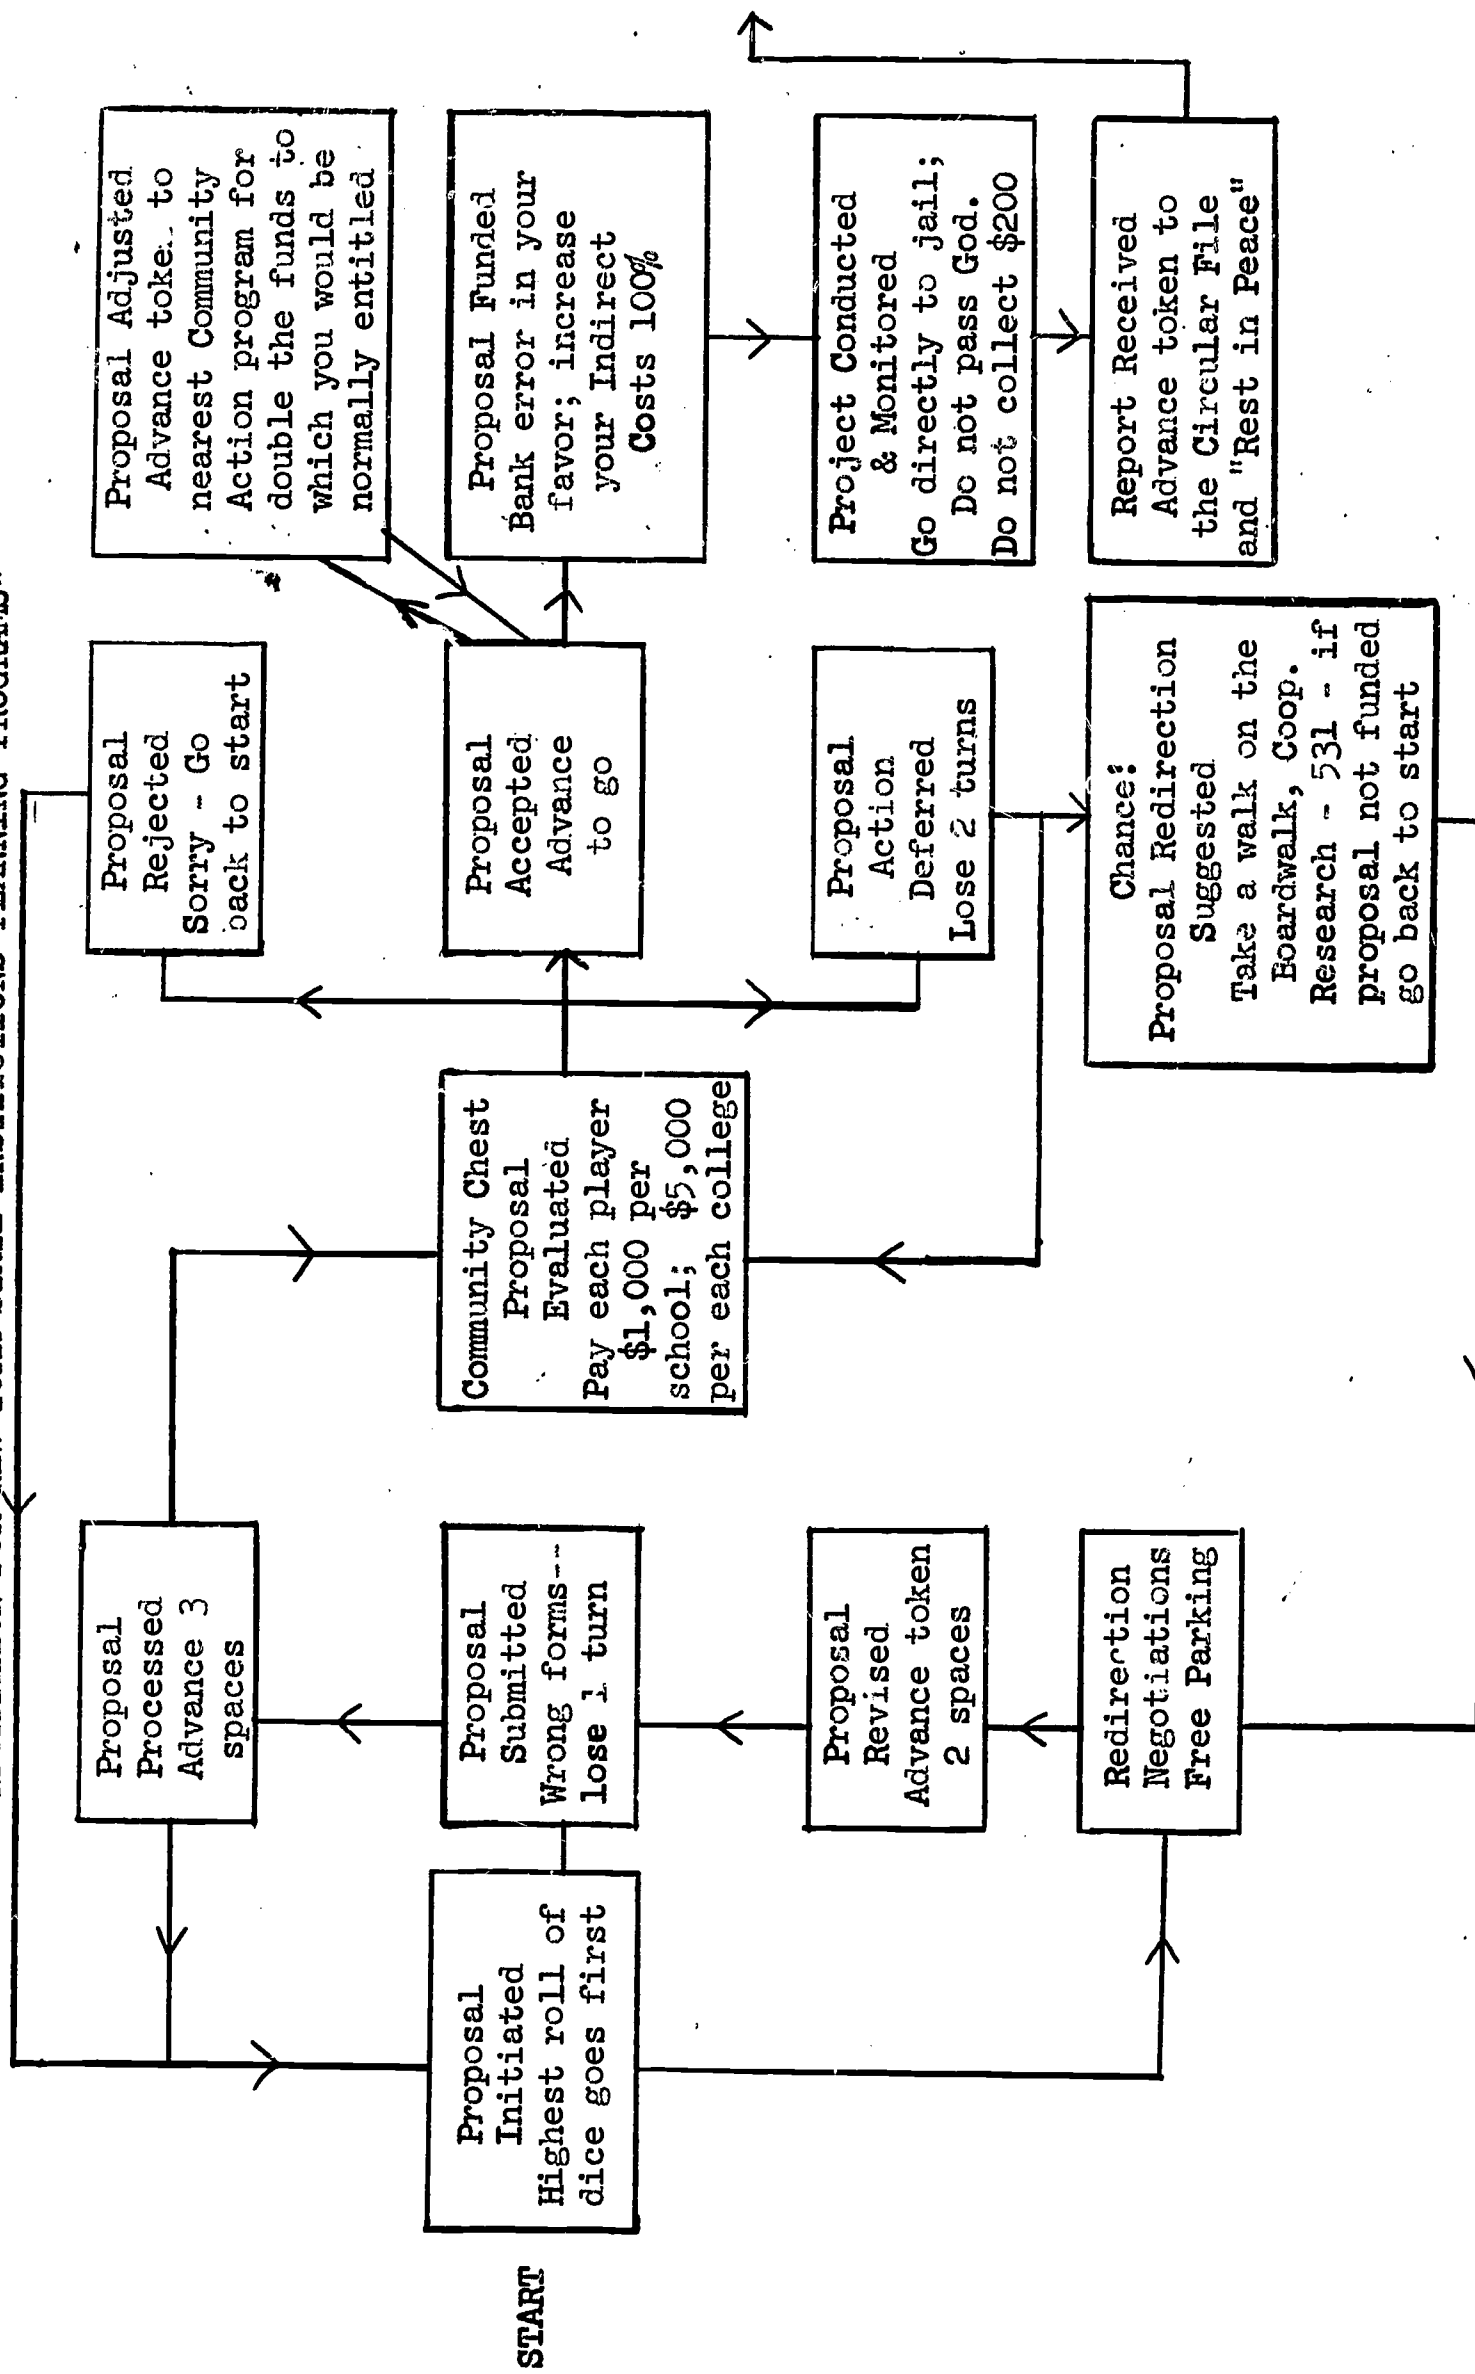 START
Proposal
Initiated
Highest roll of
dice goes first
Proposal
Processed
Advance 3
spaces
Proposal
Submitted
Wrong forms--
lose 1 turn
Proposal
Revised
Advance token
2 spaces
Redirection
Negotiations
Free Parking
Community Chest
Proposal
Evaluated
Pay each player
$1,000 per
school; $5,000
per each college
Proposal
Rejected
Sorry - Go
back to start
Proposal
Accepted
Advance
to go
Proposal
Action
Deferred
Lose 2 turns
Chance:
Proposal Redirection
Suggested
Take a walk on the
Boardwalk, Coop.
Research - 531 - if
proposal not funded
go back to start
Proposal Adjusted
Advance token to
nearest Community
Action program for
double the funds to
which you would be
normally entitled
Proposal Funded
Bank error in your
favor; increase
your Indirect
Costs 100%
Project Conducted
& Monitored
Go directly to jail;
Do not pass God.
Do not collect $200
Report Received
Advance token to
the Circular File
and "Rest in Peace"